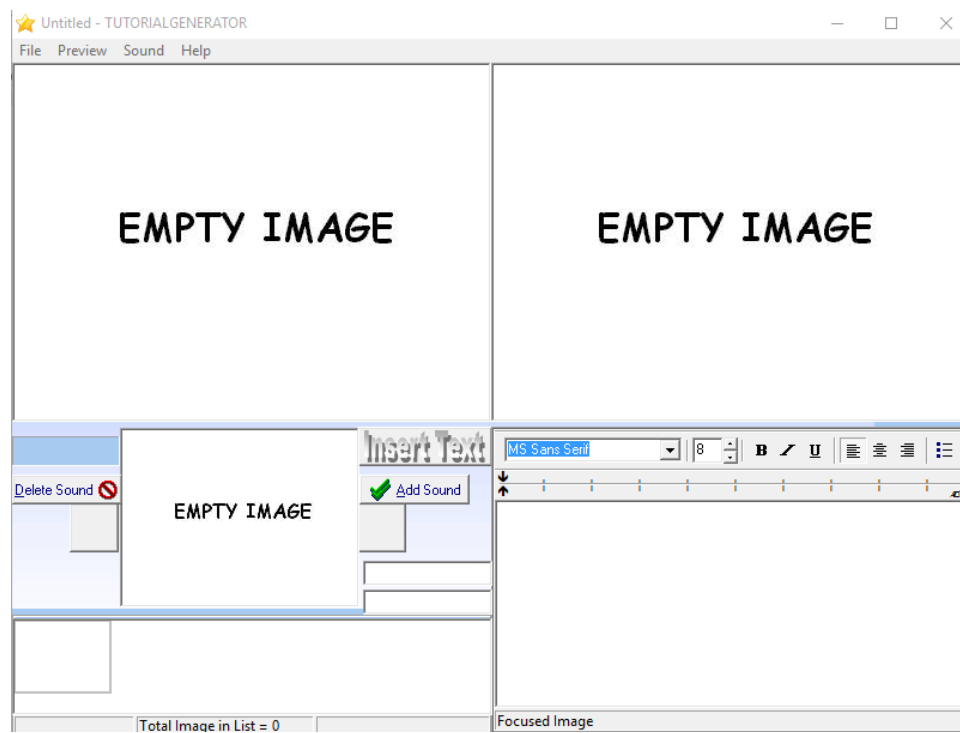 Untitled - TUTORIALGENERATOR
File Preview Sound Help
EMPTY IMAGE
EMPTY IMAGE
Insert Text
MS Sans Serif 8 B I U
Delete Sound
EMPTY IMAGE
Add Sound
Total Image in List = 0
Focused Image